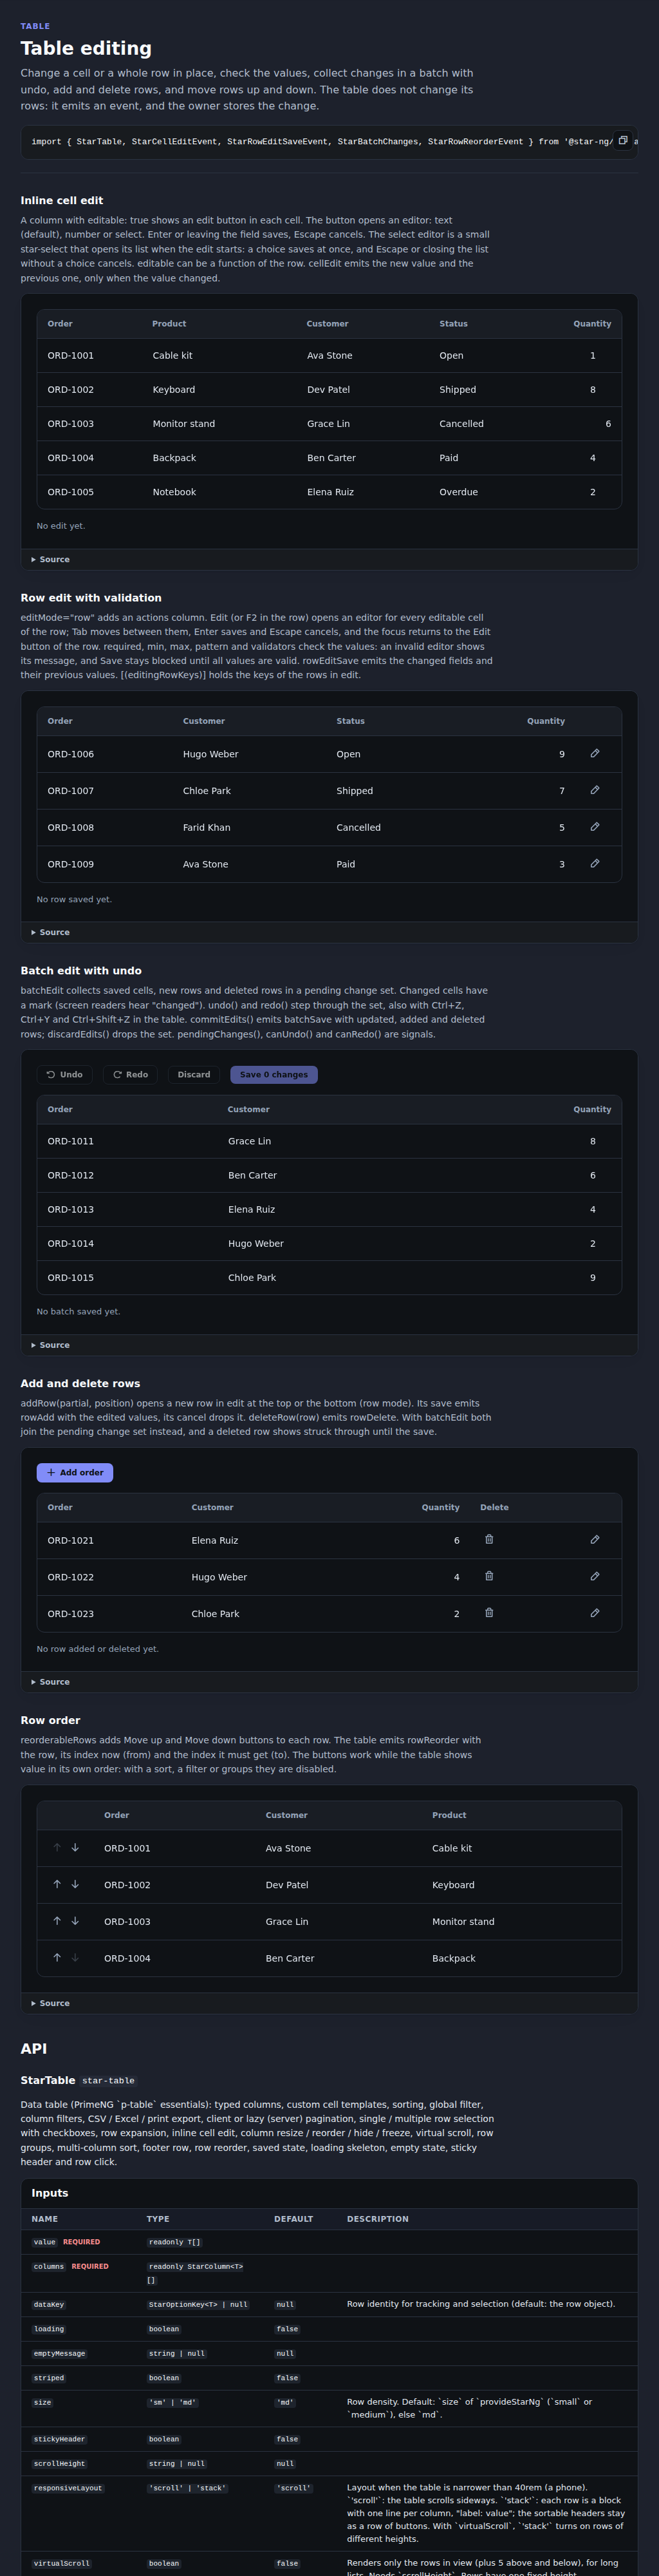 TABLE
Table editing
Change a cell or a whole row in place, check the values, collect changes in a batch with
undo, add and delete rows, and move rows up and down. The table does not change its
rows: it emits an event, and the owner stores the change.
import { StarTable, StarCellEditEvent, StarRowEditSaveEvent, StarBatchChanges, StarRowReorderEvent } from '@star-ng/
Inline cell edit
A column with editable: true shows an edit button in each cell. The button opens an editor: text
(default), number or select. Enter or leaving the field saves, Escape cancels. The select editor is a small
star-select that opens its list when the edit starts: a choice saves at once, and Escape or closing the list
without a choice cancels. editable can be a function of the row. cellEdit emits the new value and the
previous one, only when the value changed.
Order Product Customer Status Quantity
ORD-1001 Cable kit Ava Stone Open 1
ORD-1002 Keyboard Dev Patel Shipped 8
ORD-1003 Monitor stand Grace Lin Cancelled 6
ORD-1004 Backpack Ben Carter Paid 4
ORD-1005 Notebook Elena Ruiz Overdue 2
No edit yet.
Source
Row edit with validation
editMode="row" adds an actions column. Edit (or F2 in the row) opens an editor for every editable cell
of the row; Tab moves between them, Enter saves and Escape cancels, and the focus returns to the Edit
button of the row. required, min, max, pattern and validators check the values: an invalid editor shows
its message, and Save stays blocked until all values are valid. rowEditSave emits the changed fields and
their previous values. [(editingRowKeys)] holds the keys of the rows in edit.
Order Customer Status Quantity
ORD-1006 Hugo Weber Open 9
ORD-1007 Chloe Park Shipped 7
ORD-1008 Farid Khan Cancelled 5
ORD-1009 Ava Stone Paid 3
No row saved yet.
Source
Batch edit with undo
batchEdit collects saved cells, new rows and deleted rows in a pending change set. Changed cells have
a mark (screen readers hear "changed"). undo() and redo() step through the set, also with Ctrl+Z,
Ctrl+Y and Ctrl+Shift+Z in the table. commitEdits() emits batchSave with updated, added and deleted
rows; discardEdits() drops the set. pendingChanges(), canUndo() and canRedo() are signals.
Undo Redo Discard Save 0 changes
Order Customer Quantity
ORD-1011 Grace Lin 8
ORD-1012 Ben Carter 6
ORD-1013 Elena Ruiz 4
ORD-1014 Hugo Weber 2
ORD-1015 Chloe Park 9
No batch saved yet.
Source
Add and delete rows
addRow(partial, position) opens a new row in edit at the top or the bottom (row mode). Its save emits
rowAdd with the edited values, its cancel drops it. deleteRow(row) emits rowDelete. With batchEdit both
join the pending change set instead, and a deleted row shows struck through until the save.
Add order
Order Customer Quantity Delete
ORD-1021 Elena Ruiz 6
ORD-1022 Hugo Weber 4
ORD-1023 Chloe Park 2
No row added or deleted yet.
Source
Row order
reorderableRows adds Move up and Move down buttons to each row. The table emits rowReorder with
the row, its index now (from) and the index it must get (to). The buttons work while the table shows
value in its own order: with a sort, a filter or groups they are disabled.
Order Customer Product
ORD-1001 Ava Stone Cable kit
ORD-1002 Dev Patel Keyboard
ORD-1003 Grace Lin Monitor stand
ORD-1004 Ben Carter Backpack
Source
API
StarTable star-table
Data table (PrimeNG `p-table` essentials): typed columns, custom cell templates, sorting, global filter,
column filters, CSV / Excel / print export, client or lazy (server) pagination, single / multiple row selection
with checkboxes, row expansion, inline cell edit, column resize / reorder / hide / freeze, virtual scroll, row
groups, multi-column sort, footer row, row reorder, saved state, loading skeleton, empty state, sticky
header and row click.
Inputs
NAME TYPE DEFAULT DESCRIPTION
value REQUIRED readonly T[]
columns REQUIRED readonly StarColumn<T>
[]
dataKey StarOptionKey<T> | null null Row identity for tracking and selection (default: the row object).
loading boolean false
emptyMessage string | null null
striped boolean false
size 'sm' | 'md' 'md' Row density. Default: `size` of `provideStarNg` (`small` or
`medium`), else `md`.
stickyHeader boolean false
scrollHeight string | null null
responsiveLayout 'scroll' | 'stack' 'scroll' Layout when the table is narrower than 40rem (a phone).
`'scroll'`: the table scrolls sideways. `'stack'`: each row is a block
with one line per column, "label: value"; the sortable headers stay
as a row of buttons. With `virtualScroll`, `'stack'` turns on rows of
different heights.
virtualScroll boolean false Renders only the rows in view (plus 5 above and below), for long
lists. Needs `scrollHeight`. Rows have one fixed height